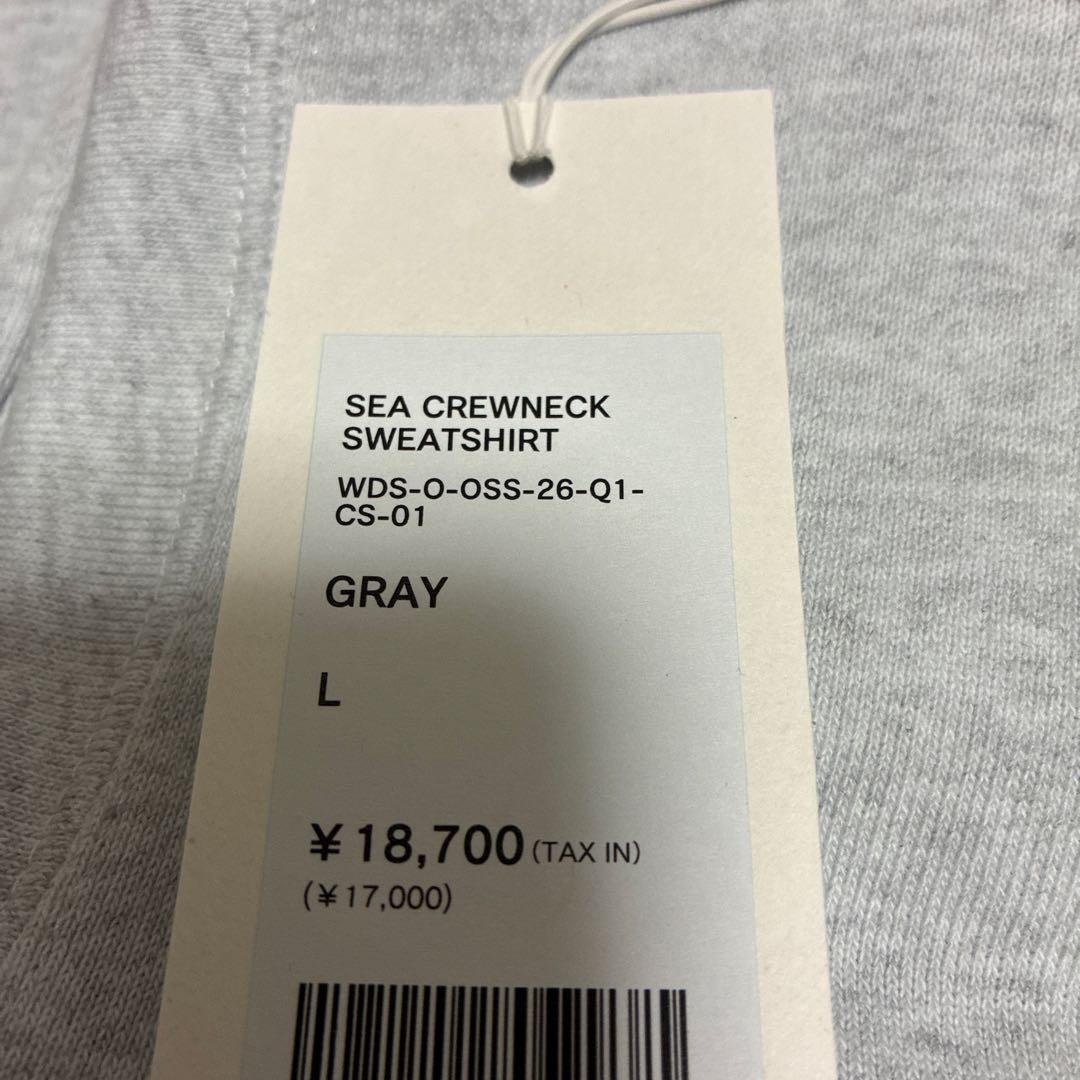 SEA CREWNECK
SWEATSHIRT
WDS-O-OSS-26-Q1-
CS-01
GRAY
L
¥18,700 (TAX IN)
(¥17,000)